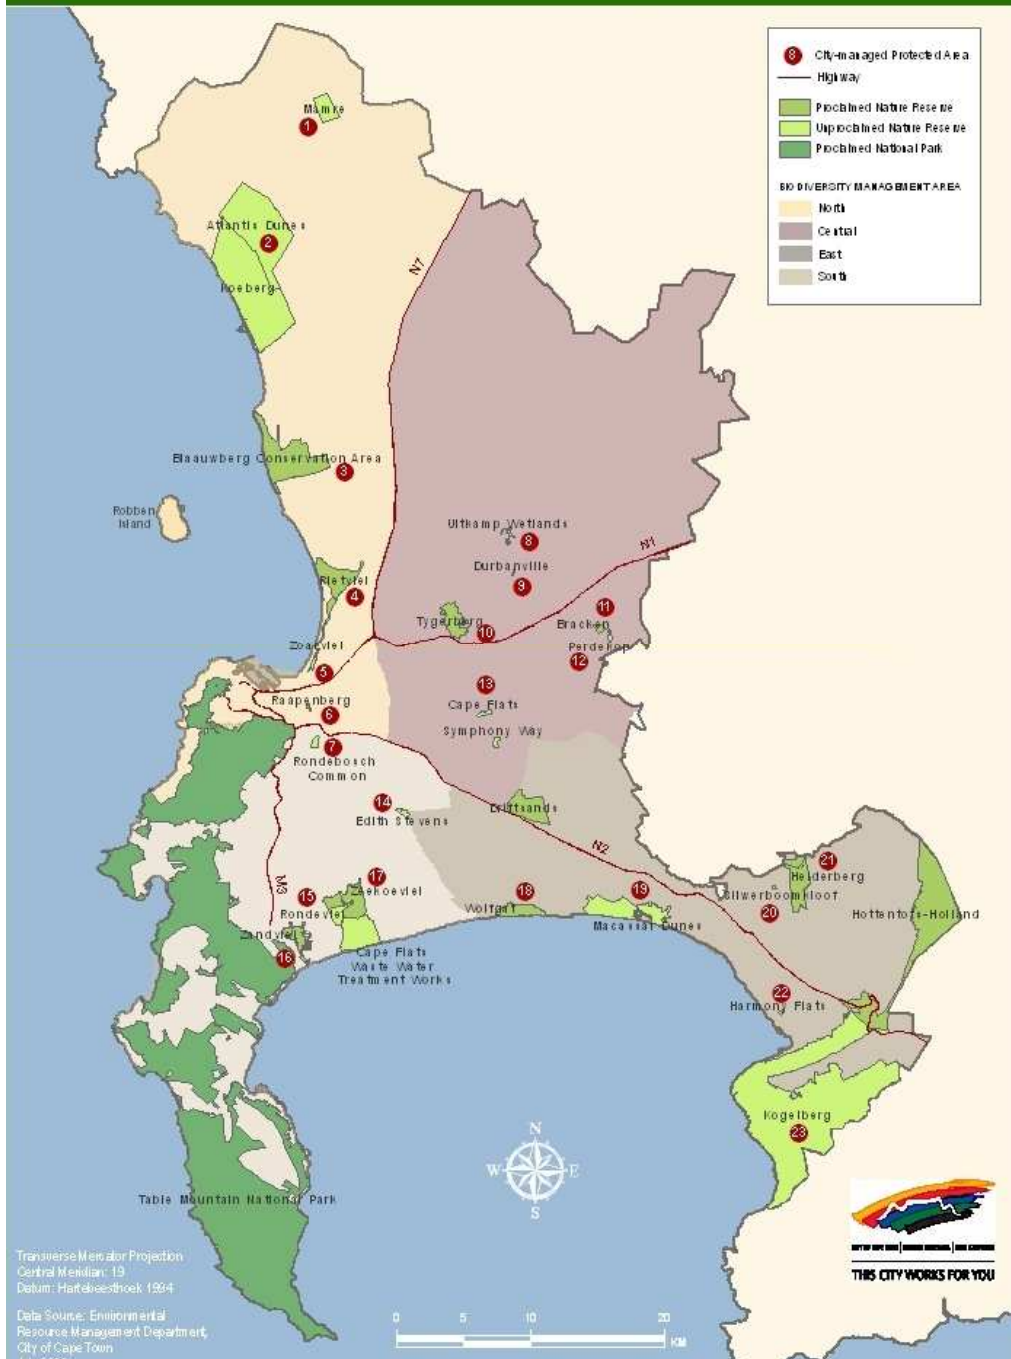 8 City-managed Protected Area
Highway
Proclaimed Nature Reserve
Unproclaimed Nature Reserve
Proclaimed National Park
BIODIVERSITY MANAGEMENT AREA
North
Central
East
South
Mamre
1
Atlantis Dunes
2
Koeberg
N7
Blaauwberg Conservation Area
3
Robben
Island
Uitkamp Wetlands
8
N1
Durbanville
9
Rietvlei
4
11
Tygerberg
10
Bracken
Perdekop
12
Zoarvlei
5
13
Raapenberg
Cape Flats
6
Symphony Way
7
Rondebosch
Common
14
Edith Stevens
Driftsands
N2
M3
17
Zeekoevlei
15
Rondevlei
18
Wolfgat
19
Macassar Dunes
21
Helderberg
Silwerboomkloof
20
Hottentots-Holland
Zandvlei
16
Cape Flats
Waste Water
Treatment Works
22
Harmony Flats
Kogelberg
23
N
W E
S
Table Mountain National Park
Transverse Mercator Projection
Central Meridian: 19
Datum: Hartebeesthoek 1994
Data Source: Environmental
Resource Management Department,
City of Cape Town
0 5 10 20
KM
THIS CITY WORKS FOR YOU